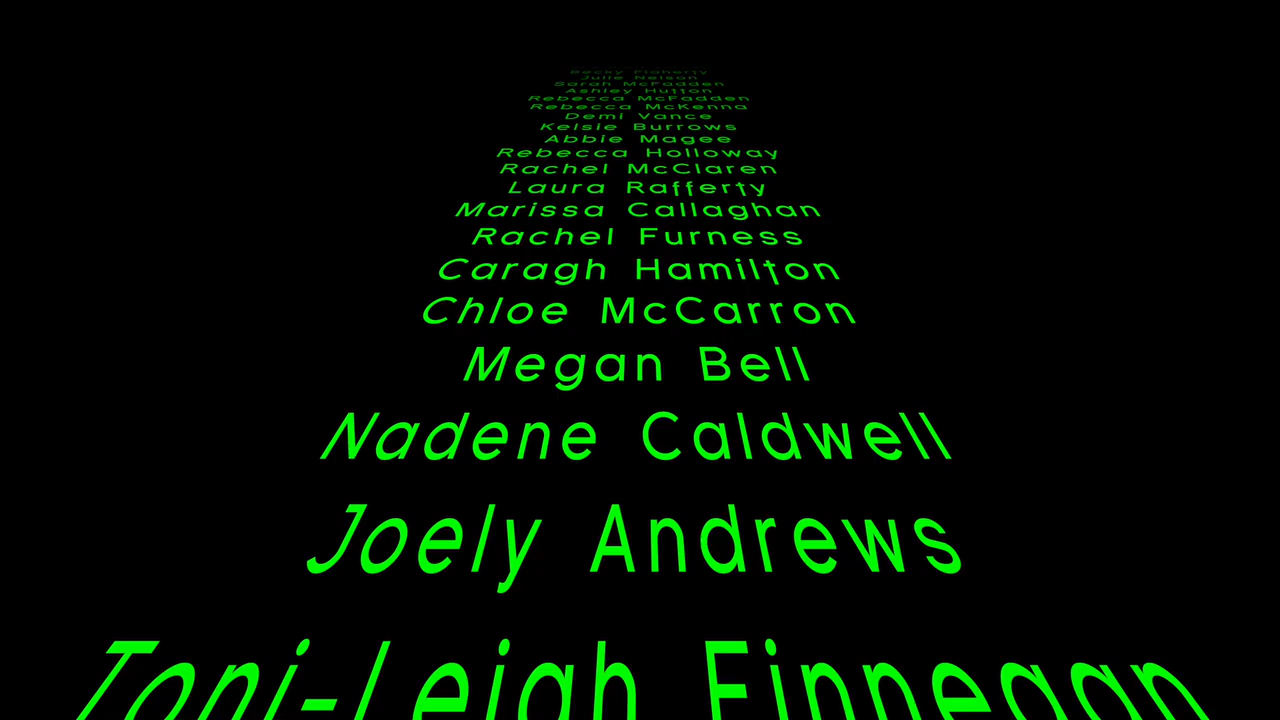 Becky Flaherty
Julie Nelson
Sarah McFadden
Ashley Hutton
Rebecca McFadden
Rebecca McKenna
Demi Vance
Kelsie Burrows
Abbie Magee
Rebecca Holloway
Rachel McClaren
Laura Rafferty
Marissa Callaghan
Rachel Furness
Caragh Hamilton
Chloe McCarron
Megan Bell
Nadene Caldwell
Joely Andrews
Toni-Leigh Finnegan